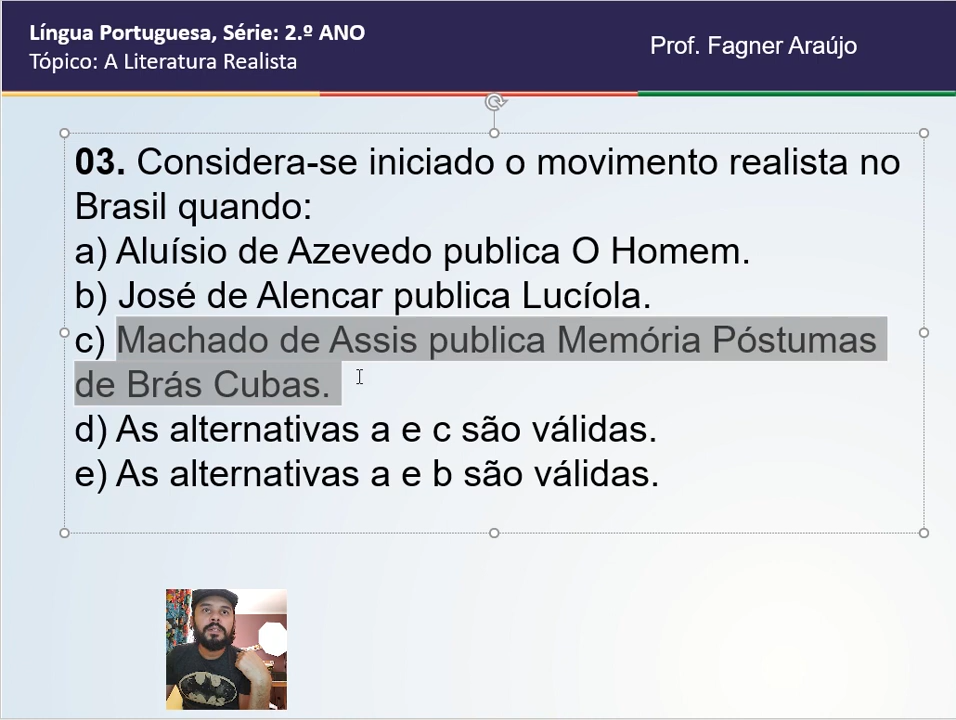 Língua Portuguesa, Série: 2.º ANO
Tópico: A Literatura Realista
Prof. Fagner Araújo
03. Considera-se iniciado o movimento realista no
Brasil quando:
a) Aluísio de Azevedo publica O Homem.
b) José de Alencar publica Lucíola.
c) Machado de Assis publica Memória Póstumas
de Brás Cubas.
d) As alternativas a e c são válidas.
e) As alternativas a e b são válidas.